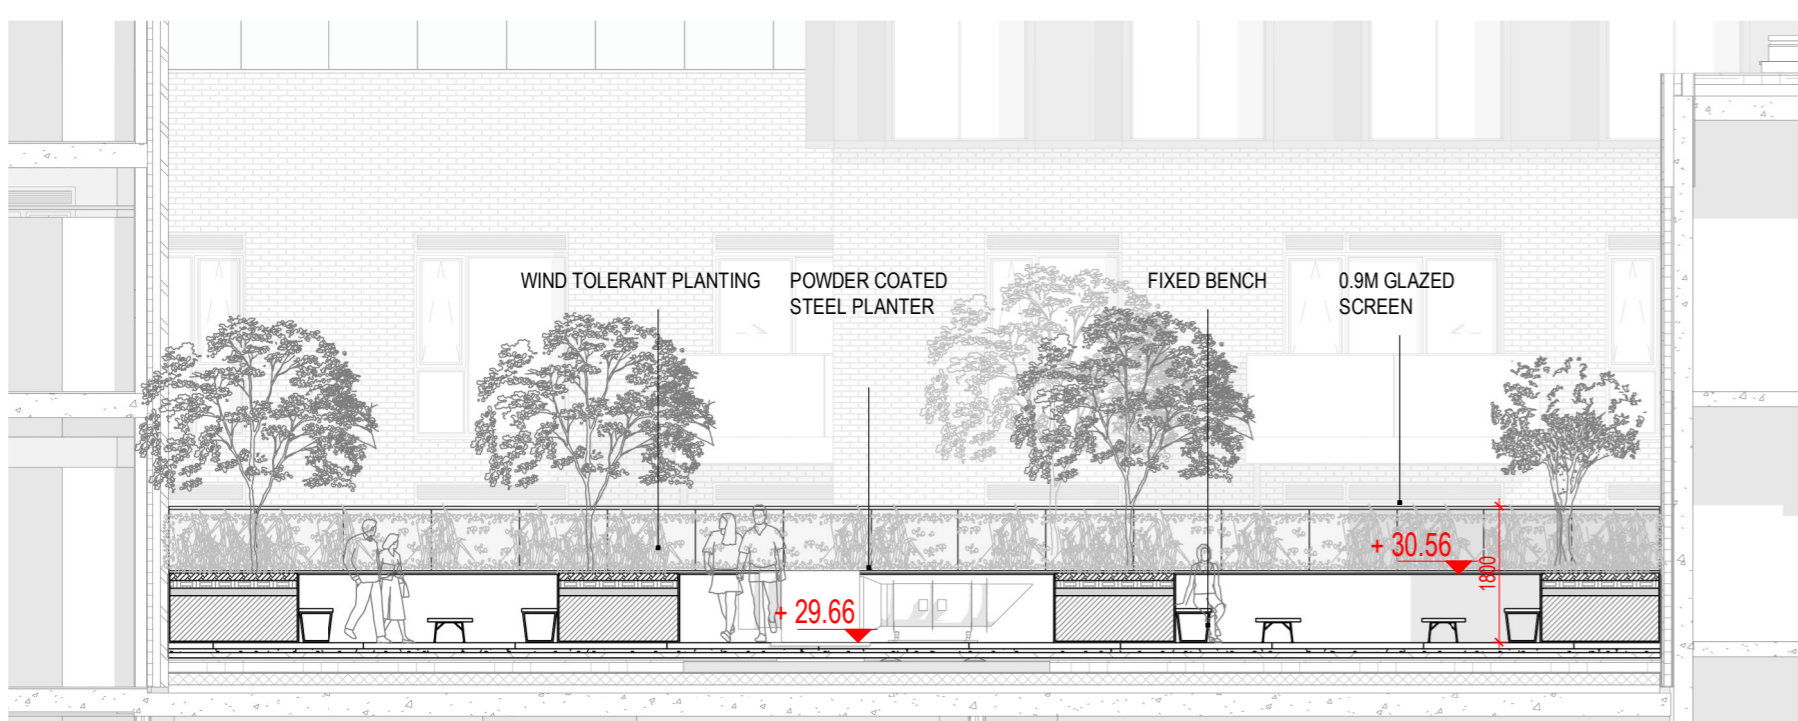 WIND TOLERANT PLANTING
POWDER COATED
STEEL PLANTER
FIXED BENCH
0.9M GLAZED
SCREEN
+ 30.56
1800
+ 29.66